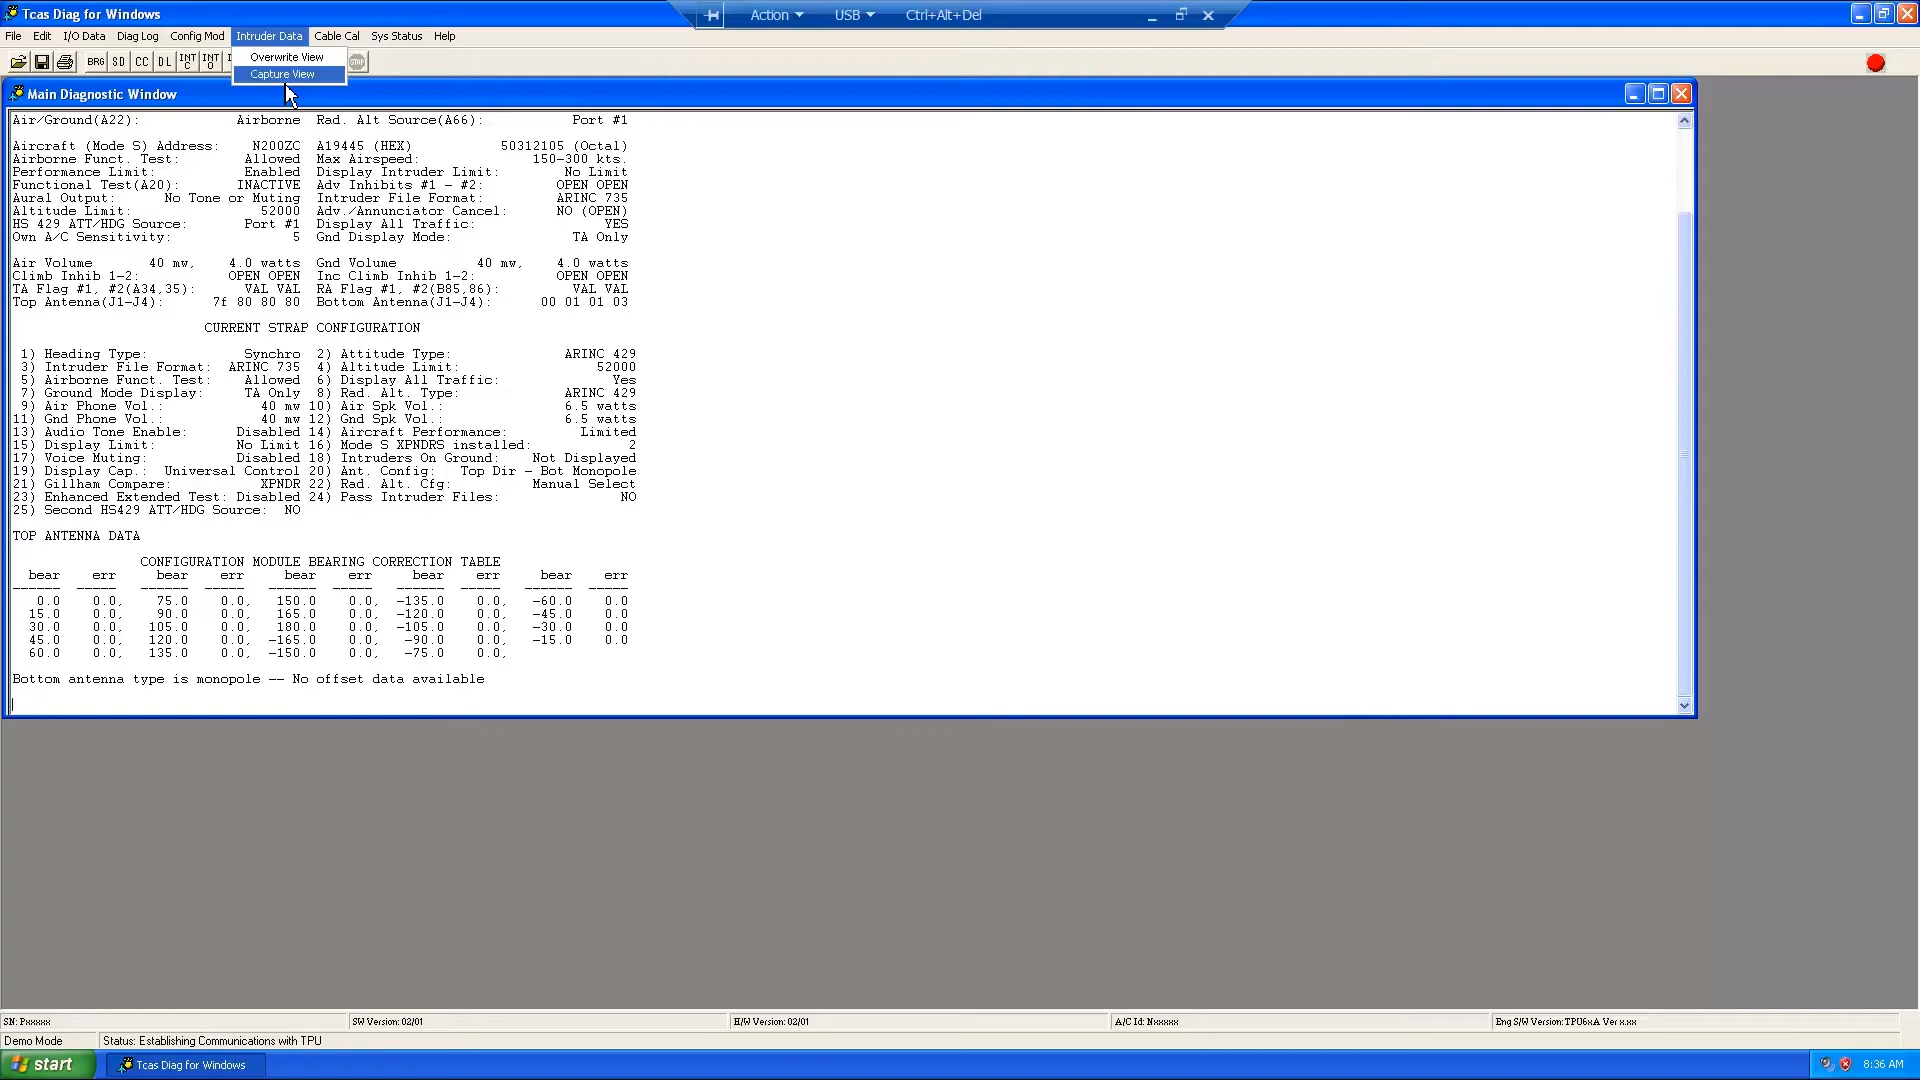 Tcas Diag for Windows
Action USB Ctrl+Alt+Del
File Edit I/O Data Diag Log Config Mod Intruder Data Cable Cal Sys Status Help
Overwrite View
BRG SD CC DL INT C INT O STOP
Capture View
Main Diagnostic Window
Air/Ground(A22): Airborne Rad. Alt Source(A66): Port #1
Aircraft (Mode S) Address: N200ZC A19445 (HEX) 50312105 (Octal)
Airborne Funct. Test: Allowed Max Airspeed: 150-300 kts.
Performance Limit: Enabled Display Intruder Limit: No Limit
Functional Test(A20): INACTIVE Adv Inhibits #1 - #2: OPEN OPEN
Aural Output: No Tone or Muting Intruder File Format: ARINC 735
Altitude Limit: 52000 Adv./Annunciator Cancel: NO (OPEN)
HS 429 ATT/HDG Source: Port #1 Display All Traffic: YES
Own A/C Sensitivity: 5 Gnd Display Mode: TA Only
Air Volume 40 mw, 4.0 watts Gnd Volume 40 mw, 4.0 watts
Climb Inhib 1-2: OPEN OPEN Inc Climb Inhib 1-2: OPEN OPEN
TA Flag #1, #2(A34,35): VAL VAL RA Flag #1, #2(B85,86): VAL VAL
Top Antenna(J1-J4): 7f 80 80 80 Bottom Antenna(J1-J4): 00 01 01 03
CURRENT STRAP CONFIGURATION
1) Heading Type: Synchro 2) Attitude Type: ARINC 429
3) Intruder File Format: ARINC 735 4) Altitude Limit: 52000
5) Airborne Funct. Test: Allowed 6) Display All Traffic: Yes
7) Ground Mode Display: TA Only 8) Rad. Alt. Type: ARINC 429
9) Air Phone Vol.: 40 mw 10) Air Spk Vol.: 6.5 watts
11) Gnd Phone Vol.: 40 mw 12) Gnd Spk Vol.: 6.5 watts
13) Audio Tone Enable: Disabled 14) Aircraft Performance: Limited
15) Display Limit: No Limit 16) Mode S XPNDRS installed: 2
17) Voice Muting: Disabled 18) Intruders On Ground: Not Displayed
19) Display Cap.: Universal Control 20) Ant. Config: Top Dir - Bot Monopole
21) Gillham Compare: XPNDR 22) Rad. Alt. Cfg: Manual Select
23) Enhanced Extended Test: Disabled 24) Pass Intruder Files: NO
25) Second HS429 ATT/HDG Source: NO
TOP ANTENNA DATA
CONFIGURATION MODULE BEARING CORRECTION TABLE
bear err bear err bear err bear err bear err
------ ----- ------ ----- ------ ----- ------ ----- ------ -----
0.0 0.0, 75.0 0.0, 150.0 0.0, -135.0 0.0, -60.0 0.0
15.0 0.0, 90.0 0.0, 165.0 0.0, -120.0 0.0, -45.0 0.0
30.0 0.0, 105.0 0.0, 180.0 0.0, -105.0 0.0, -30.0 0.0
45.0 0.0, 120.0 0.0, -165.0 0.0, -90.0 0.0, -15.0 0.0
60.0 0.0, 135.0 0.0, -150.0 0.0, -75.0 0.0,
Bottom antenna type is monopole -- No offset data available
SN: Pxxxxx SW Version: 02/01 H/W Version: 02/01 A/C Id: Nxxxxx Eng S/W Version: TPU6xA Ver x.xx
Demo Mode Status: Establishing Communications with TPU
start Tcas Diag for Windows 8:36 AM